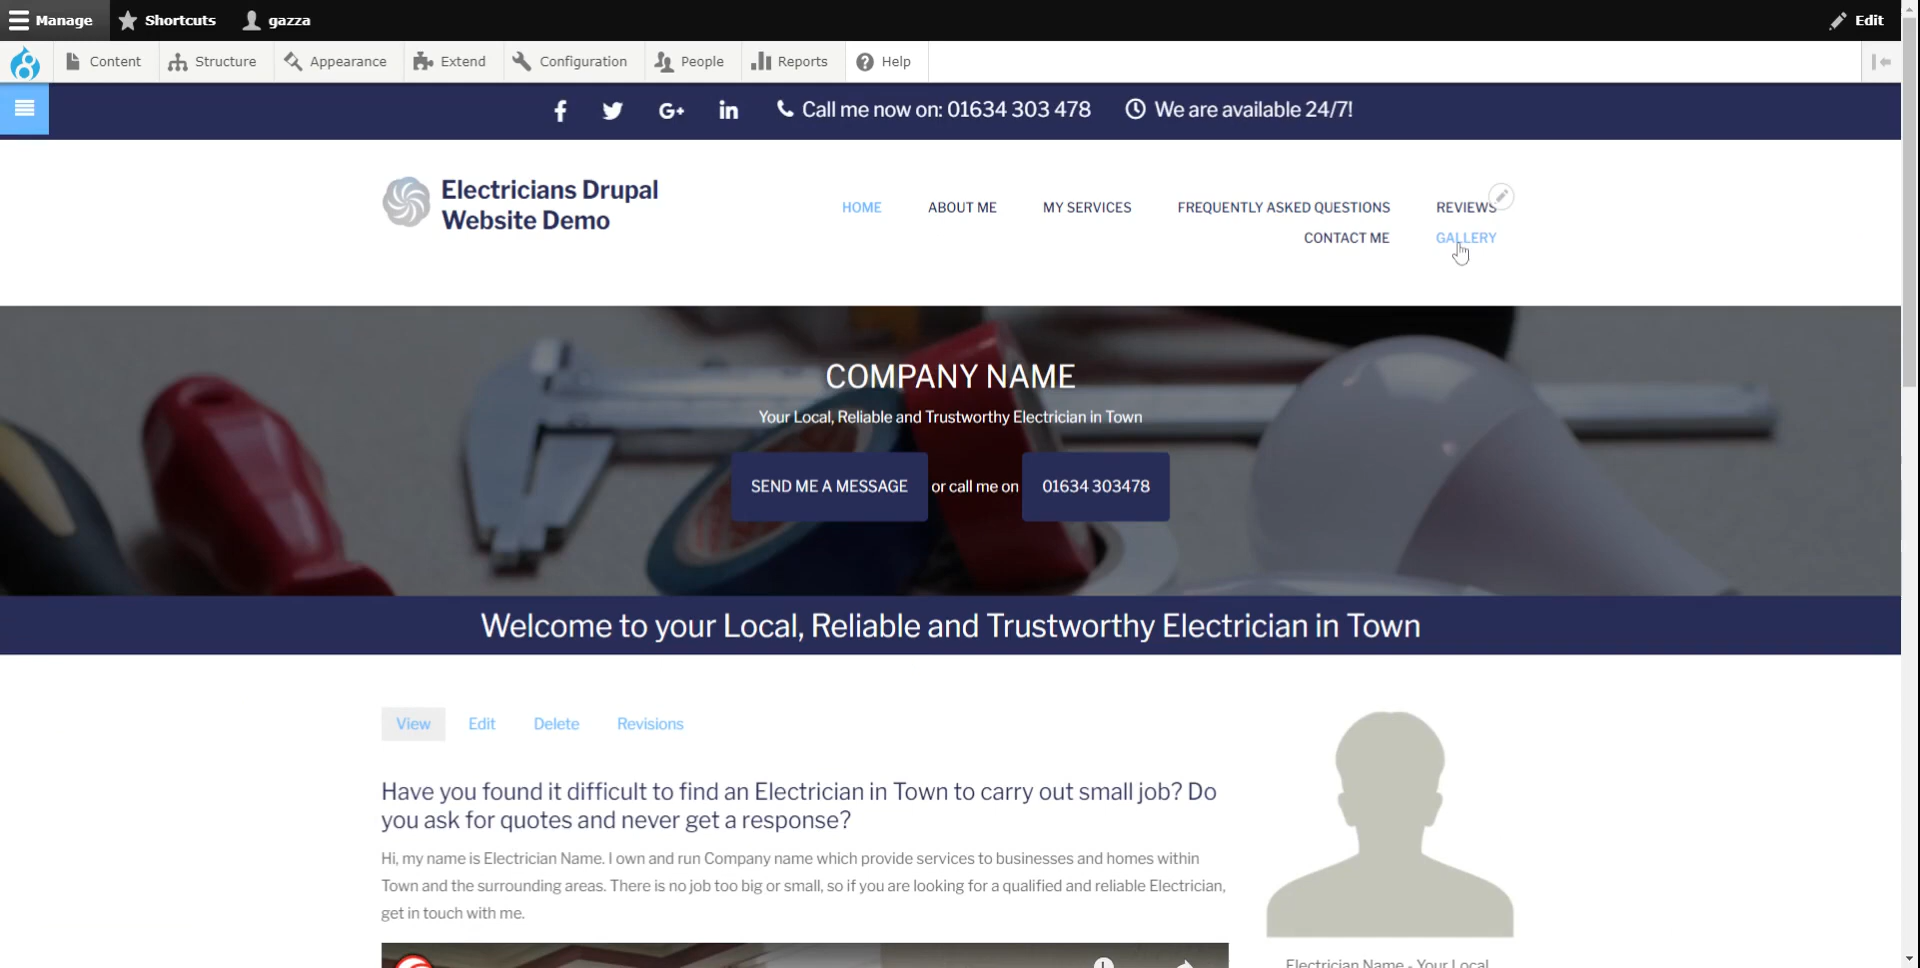 Manage Shortcuts gazza Edit
Content Structure Appearance Extend Configuration People Reports Help
G+ in Call me now on: 01634 303 478 We are available 24/7!
Electricians Drupal
Website Demo
HOME ABOUT ME MY SERVICES FREQUENTLY ASKED QUESTIONS REVIEWS
CONTACT ME GALLERY
COMPANY NAME
Your Local, Reliable and Trustworthy Electrician in Town
SEND ME A MESSAGE or call me on 01634 303478
Welcome to your Local, Reliable and Trustworthy Electrician in Town
View Edit Delete Revisions
Have you found it difficult to find an Electrician in Town to carry out small job? Do
you ask for quotes and never get a response?
Hi, my name is Electrician Name. I own and run Company name which provide services to businesses and homes within
Town and the surrounding areas. There is no job too big or small, so if you are looking for a qualified and reliable Electrician,
get in touch with me.
Electrician Name - Your Local